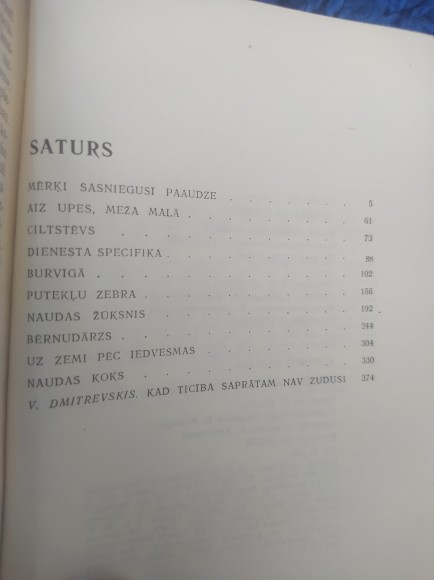 SATURS
MĒRĶI SASNIEGUSI PAAUDZE . . . . . 5
AIZ UPES, MEŽA MALĀ . . . . . . 61
CILTSTĒVS . . . . . . . . 73
DIENESTA SPECIFIKA . . . . . . . 88
BURVĪGĀ . . . . . . . . . 102
PUTEKĻU ZEBRA . . . . . . . 156
NAUDAS ŽŪKSNIS . . . . . . . 192
BĒRNUDĀRZS . . . . . . . . 244
UZ ZEMI PĒC IEDVESMAS . . . . . 304
NAUDAS KOKS . . . . . . . . 330
V. DMITREVSKIS. KAD TICĪBA SAPRĀTAM NAV ZUDUSI 374